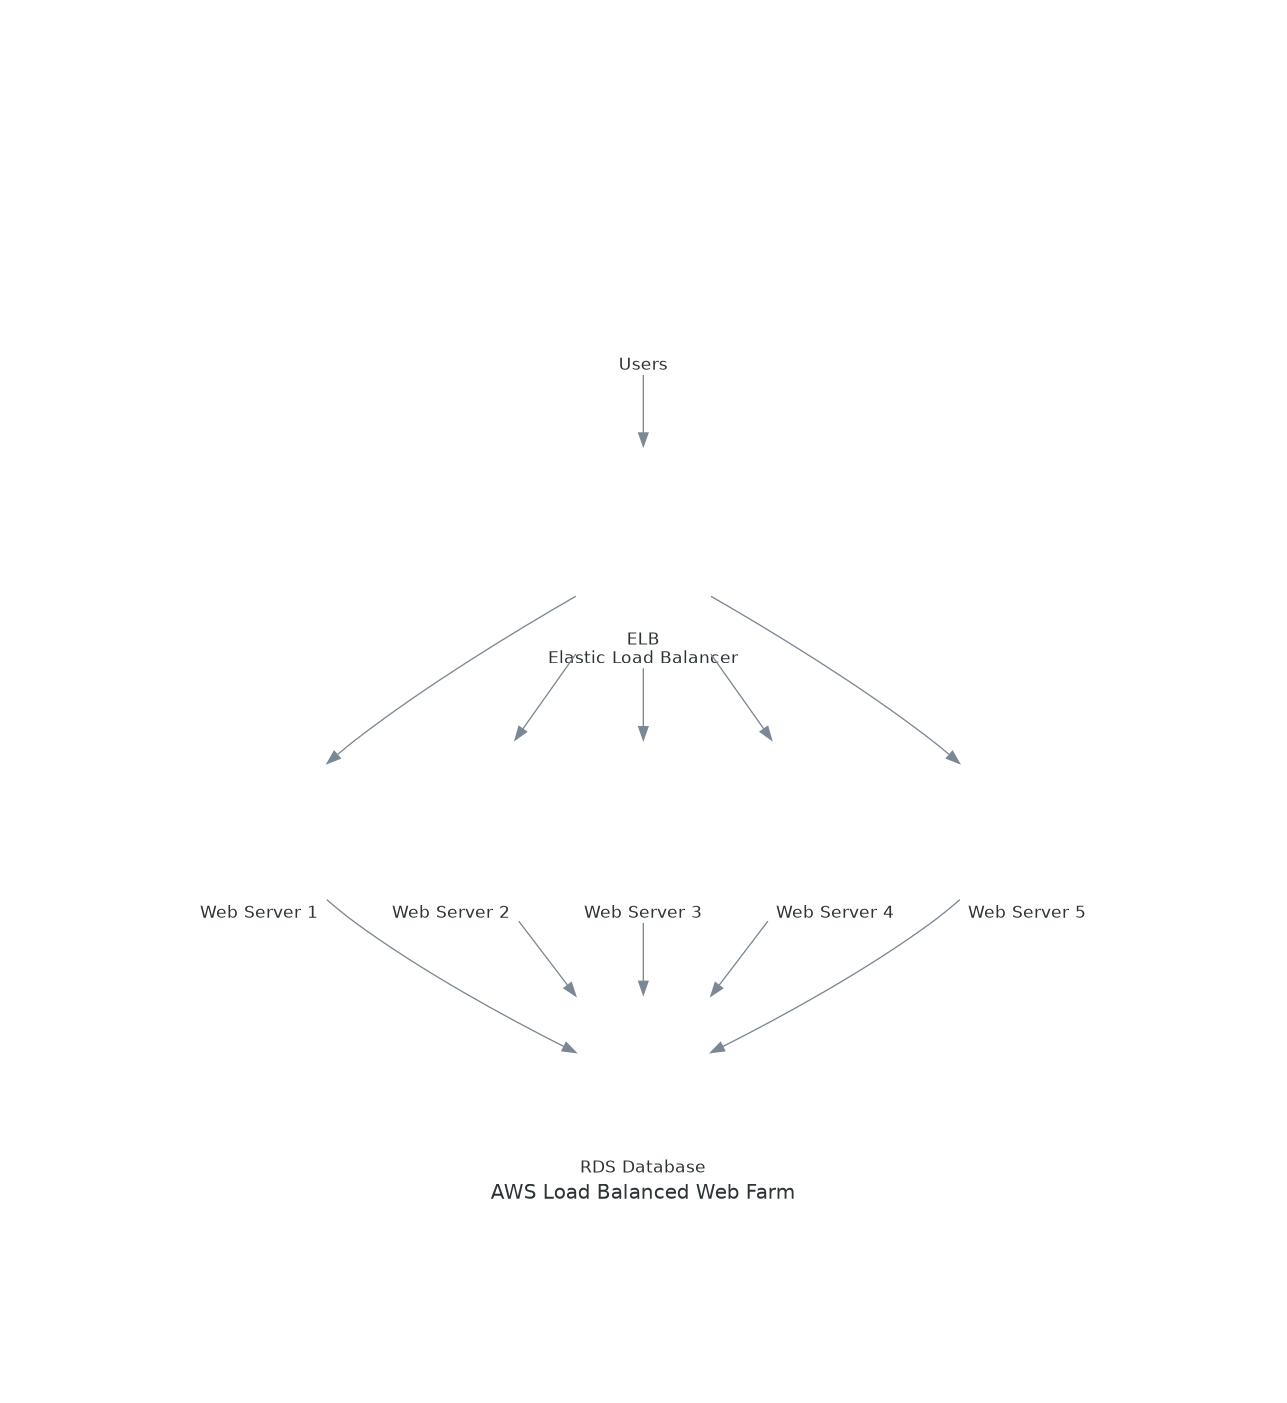 Users
ELB
Elastic Load Balancer
Web Server 1
Web Server 2
Web Server 3
Web Server 4
Web Server 5
RDS Database
AWS Load Balanced Web Farm